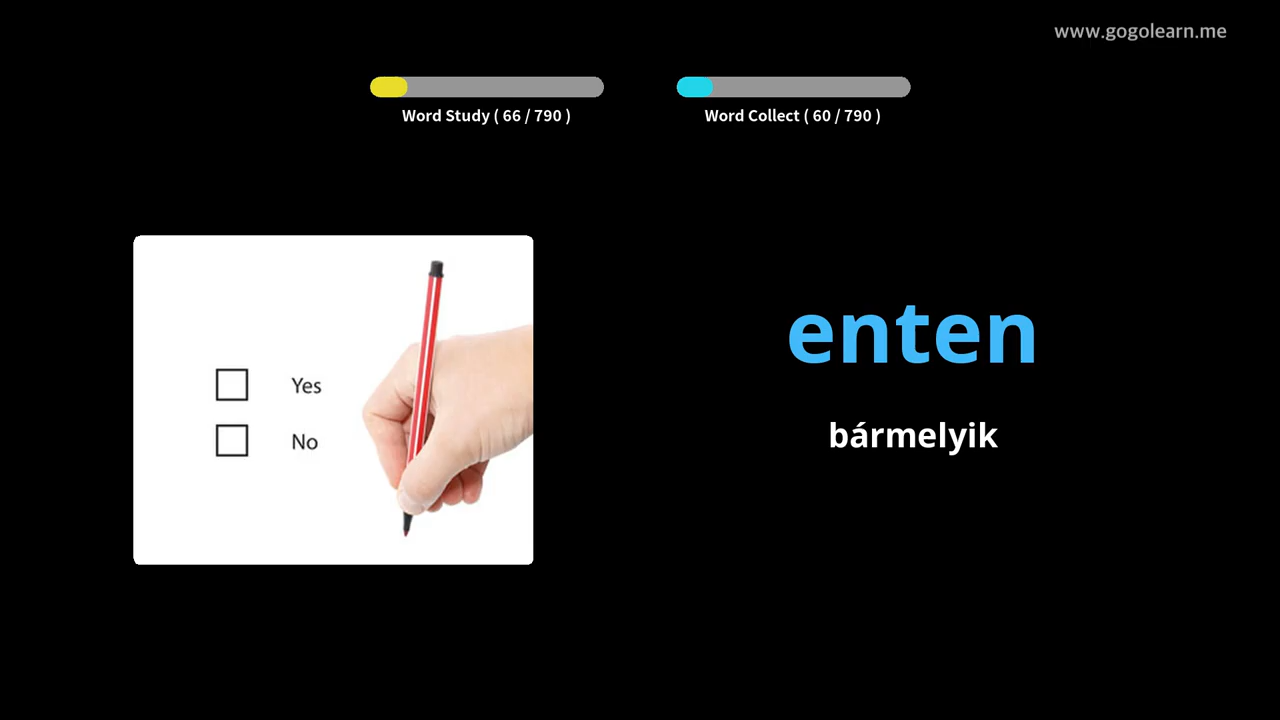 www.gogolearn.me
Word Study ( 66 / 790 )
Word Collect ( 60 / 790 )
Yes
No
enten
bármelyik